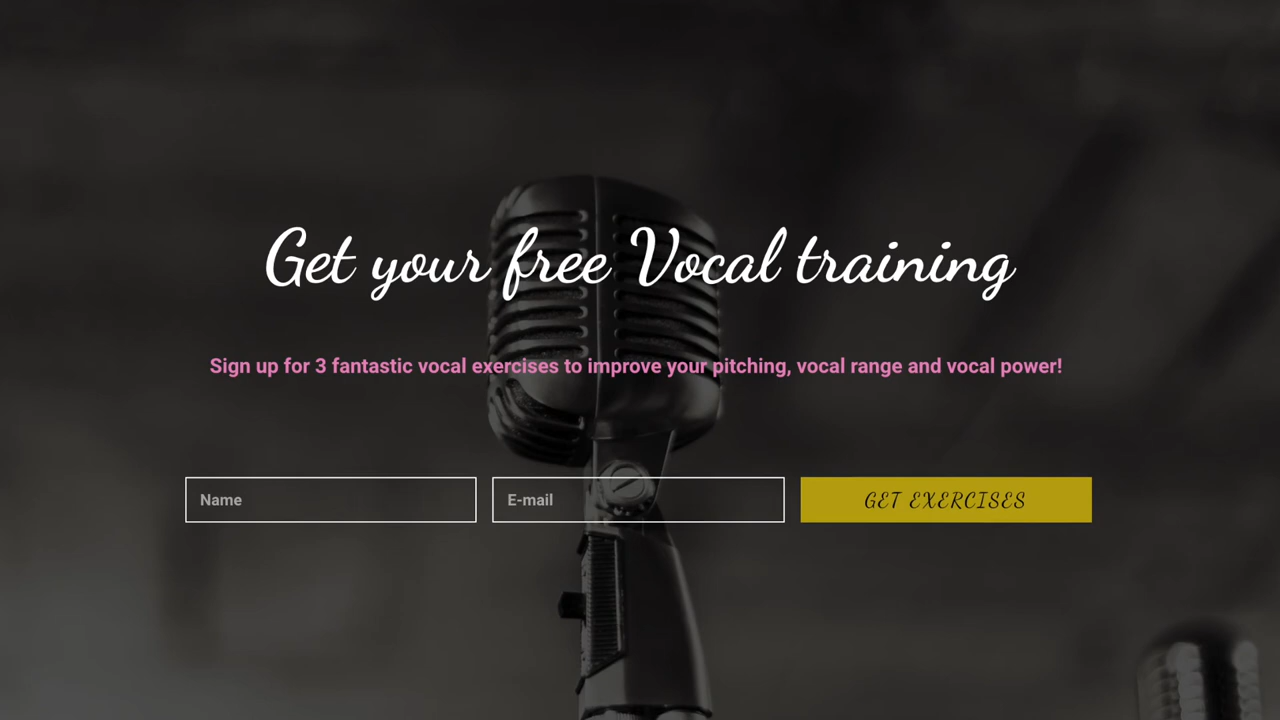 Get your free Vocal training
Sign up for 3 fantastic vocal exercises to improve your pitching, vocal range and vocal power!
Name
E-mail
GET EXERCISES